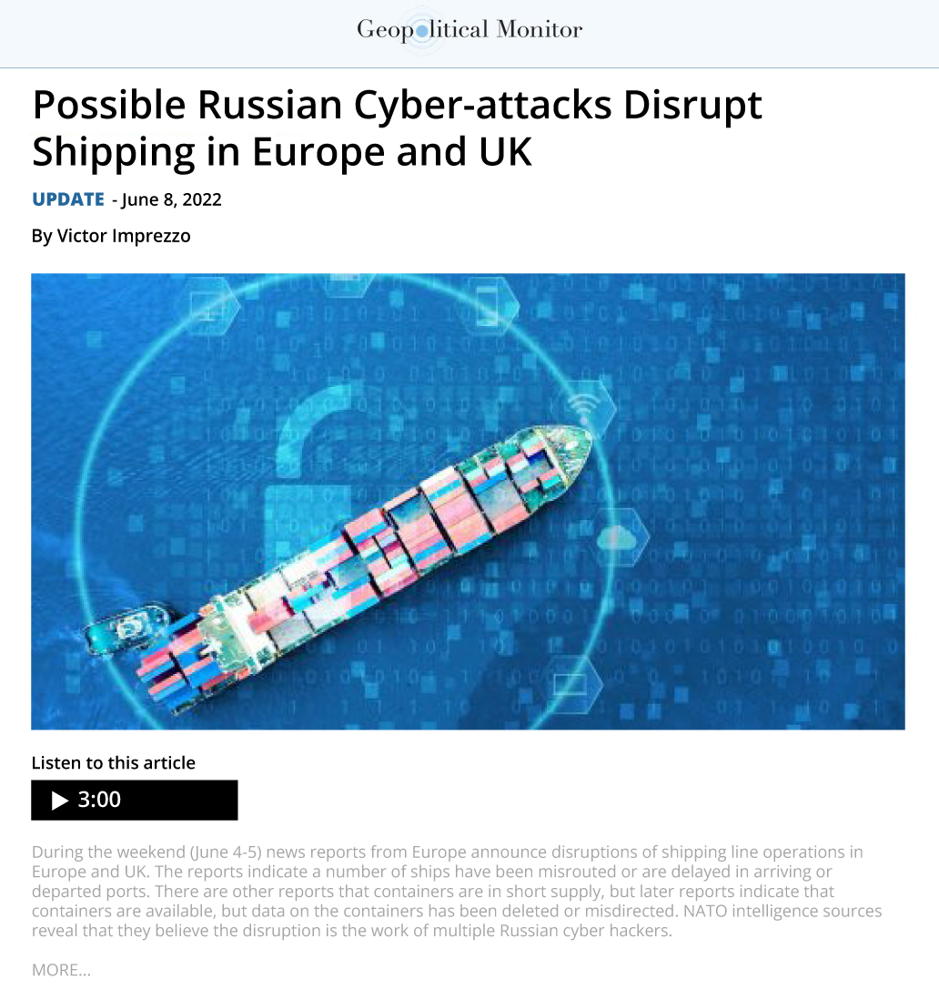 Geopolitical Monitor
Possible Russian Cyber-attacks Disrupt
Shipping in Europe and UK
UPDATE - June 8, 2022
By Victor Imprezzo
Listen to this article
3:00
During the weekend (June 4-5) news reports from Europe announce disruptions of shipping line operations in
Europe and UK. The reports indicate a number of ships have been misrouted or are delayed in arriving or
departed ports. There are other reports that containers are in short supply, but later reports indicate that
containers are available, but data on the containers has been deleted or misdirected. NATO intelligence sources
reveal that they believe the disruption is the work of multiple Russian cyber hackers.
MORE...